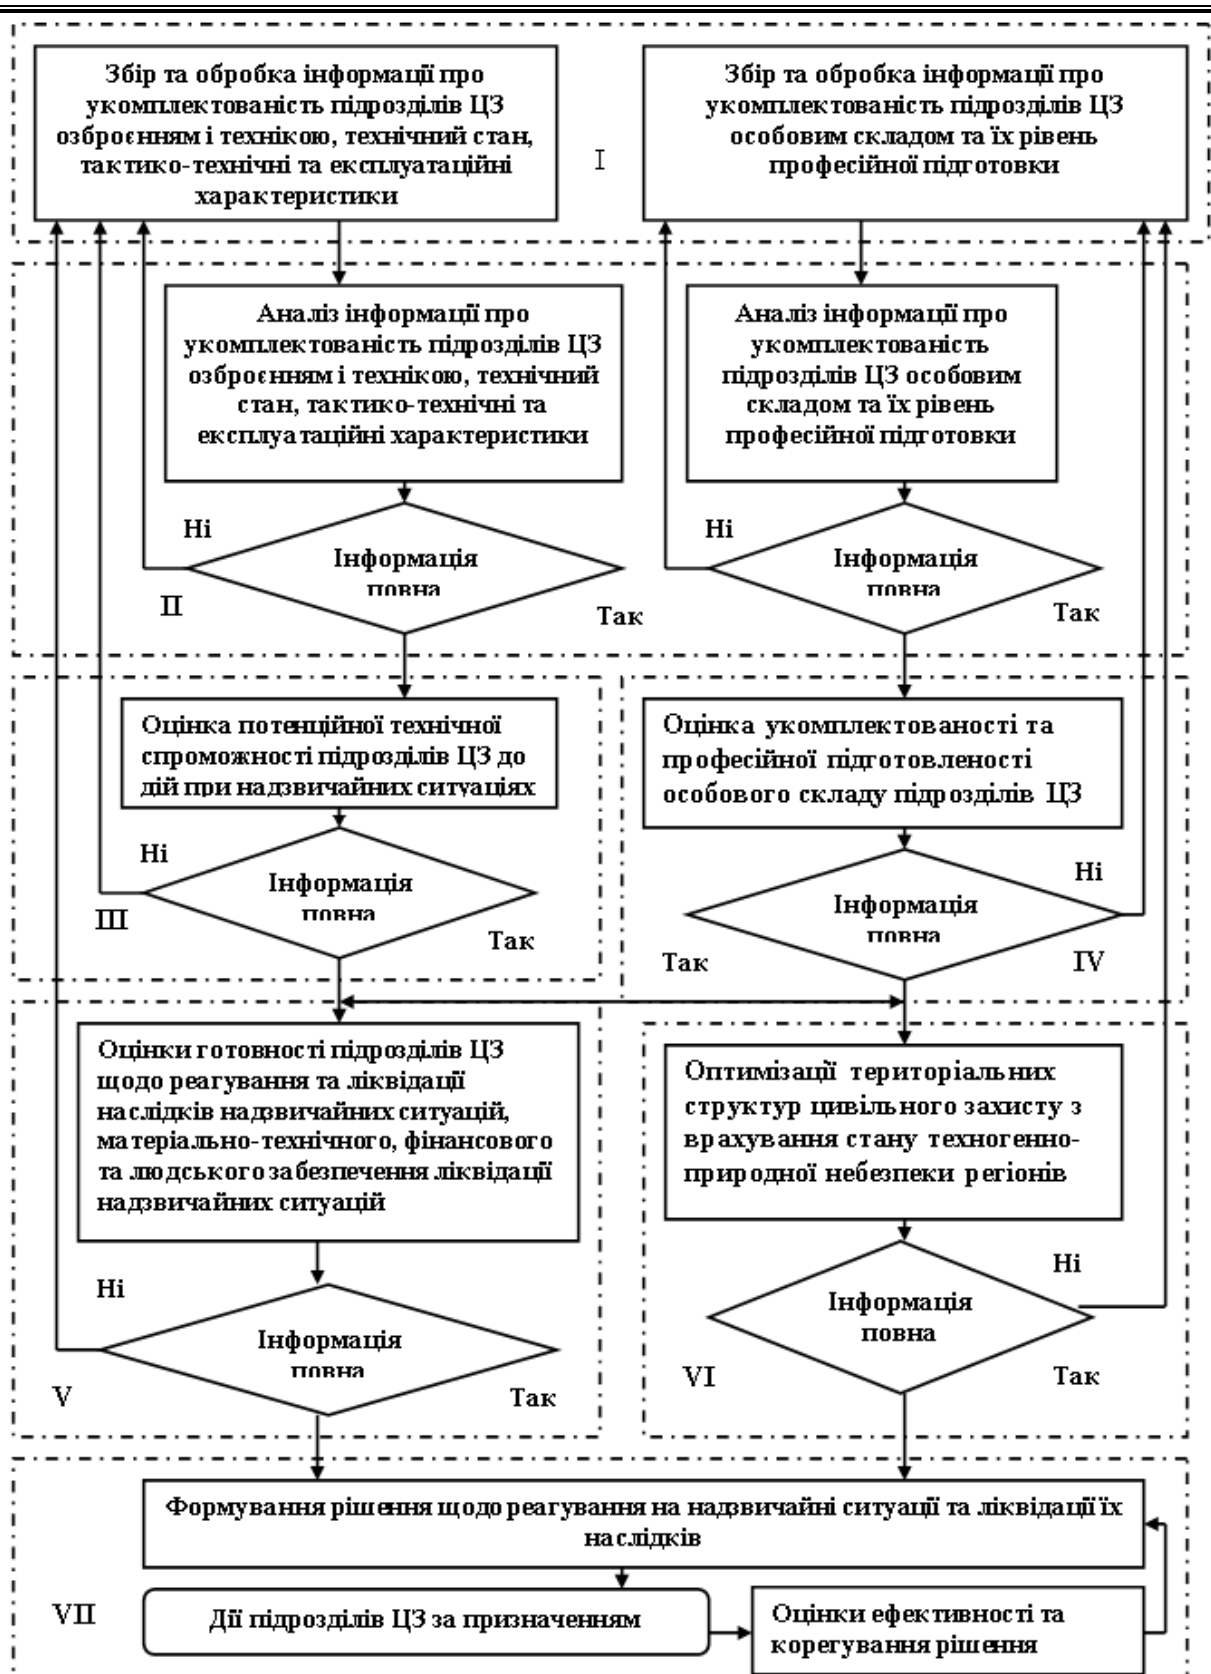 Збір та обробка інформації про
укомплектованість підрозділів ЦЗ
озброєнням і технікою, технічний стан,
тактико-технічні та експлуатаційні
характеристики
I
Збір та обробка інформації про
укомплектованість підрозділів ЦЗ
особовим складом та їх рівень
професійної підготовки
Аналіз інформації про
укомплектованість підрозділів ЦЗ
озброєнням і технікою, технічний
стан, тактико-технічні та
експлуатаційні характеристики
Аналіз інформації про
укомплектованість
підрозділів ЦЗ особовим
складом та їх рівень
професійної підготовки
Ні
Інформація
повна
II
Так
Ні
Інформація
повна
Так
Оцінка потенційної технічної
спроможності підрозділів ЦЗ до
дій при надзвичайних ситуаціях
Оцінка укомплектованості та
професійної підготовленості
особового складу підрозділів ЦЗ
Ні
Інформація
повна
III
Так
Ні
Інформація
повна
Так
IV
Оцінки готовності підрозділів ЦЗ
щодо реагування та ліквідації
наслідків надзвичайних ситуацій,
матеріально-технічного, фінансового
та людського забезпечення ліквідації
надзвичайних ситуацій
Оптимізації територіальних
структур цивільного захисту з
врахування стану техногенно-
природної небезпеки регіонів
Ні
Інформація
повна
V
Так
Ні
Інформація
повна
VI
Так
Формування рішення щодо реагування на надзвичайні ситуації та ліквідації їх
наслідків
VII
Дії підрозділів ЦЗ за призначенням
Оцінки ефективності та
корегування рішення